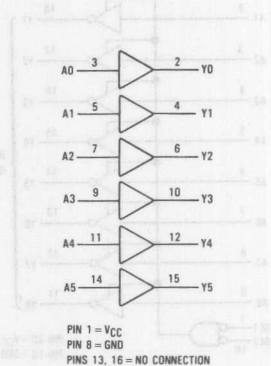 A0 3 2 Y0
A1 5 4 Y1
A2 7 6 Y2
A3 9 10 Y3
A4 11 12 Y4
A5 14 15 Y5
PIN 1 = VCC
PIN 8 = GND
PINS 13, 16 = NO CONNECTION